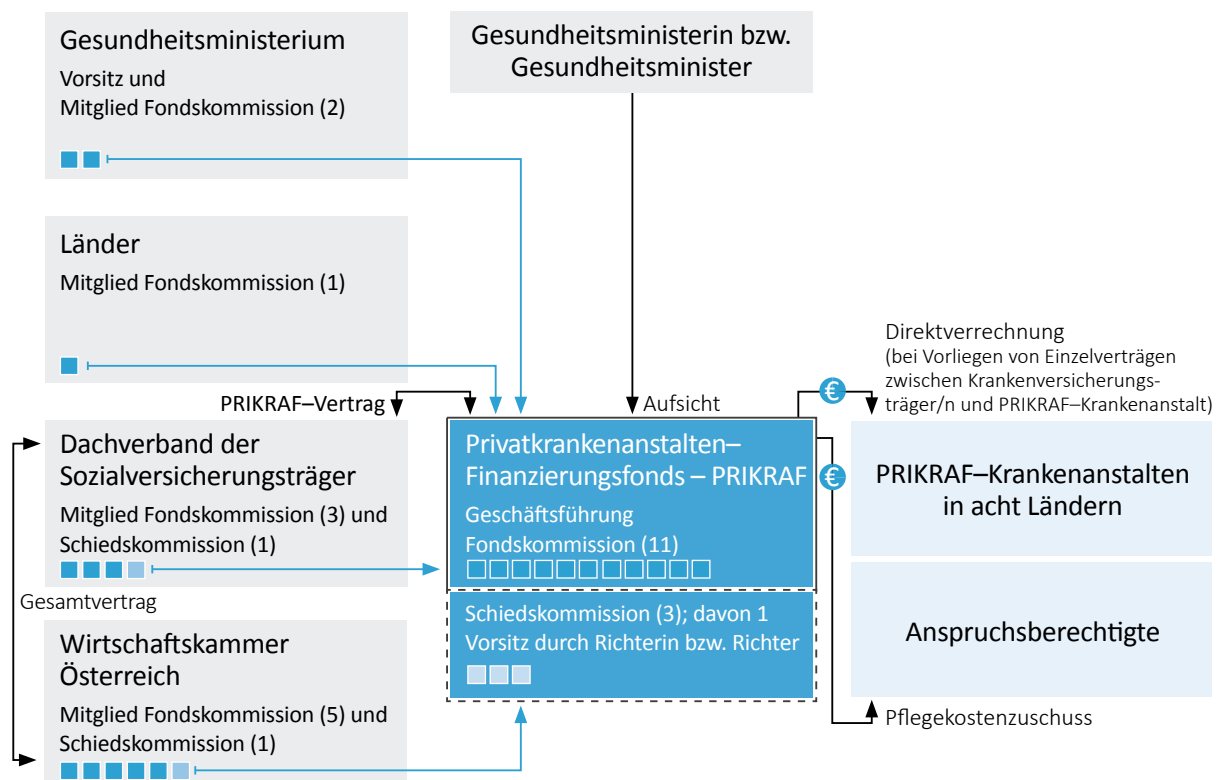 Gesundheitsministerium
Vorsitz und
Mitglied Fondskommission (2)
Gesundheitsministerin bzw.
Gesundheitsminister
Länder
Mitglied Fondskommission (1)
PRIKRAF–Vertrag
Aufsicht
Direktverrechnung
(bei Vorliegen von Einzelverträgen
zwischen Krankenversicherungs-
träger/n und PRIKRAF–Krankenanstalt)
€
Dachverband der
Sozialversicherungsträger
Mitglied Fondskommission (3) und
Schiedskommission (1)
Gesamtvertrag
Privatkrankenanstalten–
Finanzierungsfonds – PRIKRAF
Geschäftsführung
Fondskommission (11)
Schiedskommission (3); davon 1
Vorsitz durch Richterin bzw. Richter
€
PRIKRAF–Krankenanstalten
in acht Ländern
Anspruchsberechtigte
Pflegekostenzuschuss
Wirtschaftskammer
Österreich
Mitglied Fondskommission (5) und
Schiedskommission (1)